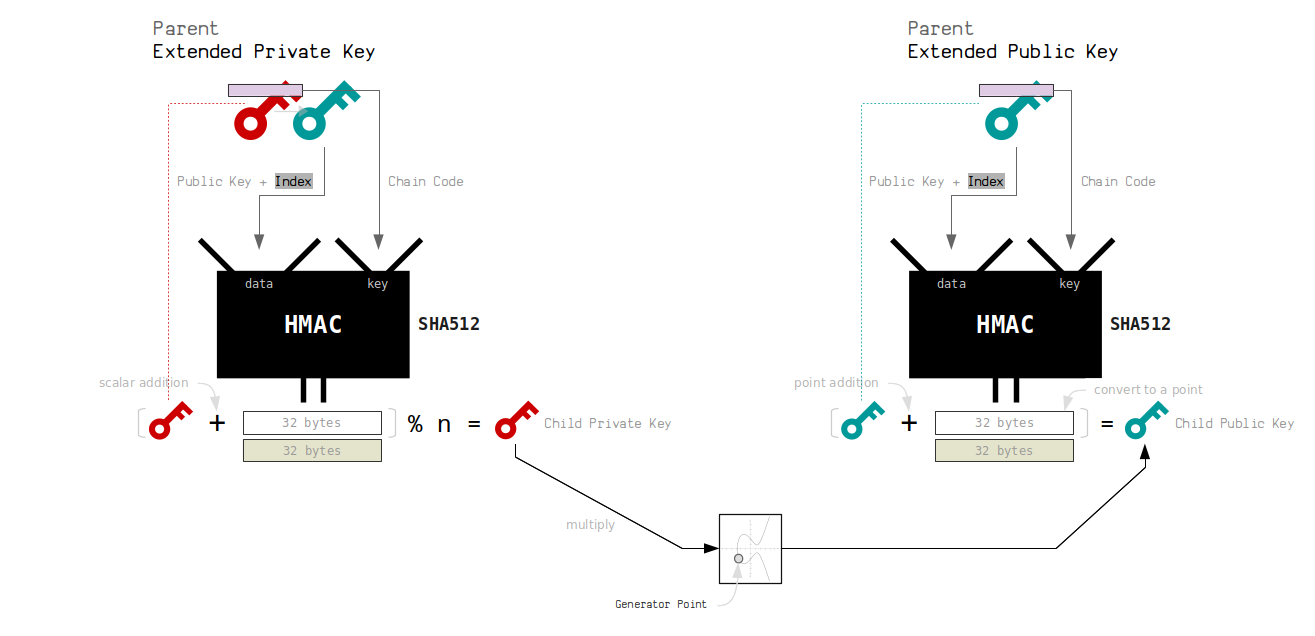 Parent
Extended Private Key
Parent
Extended Public Key
Public Key + Index
Chain Code
Public Key + Index
Chain Code
data
key
data
key
HMAC
SHA512
HMAC
SHA512
scalar addition
point addition
convert to a point
+
32 bytes
% n =
Child Private Key
+
32 bytes
=
Child Public Key
32 bytes
32 bytes
multiply
Generator Point